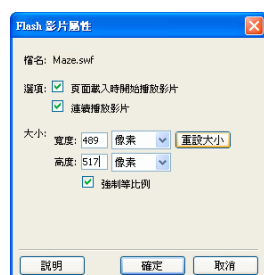 Flash 影片屬性
檔名: Maze.swf
選項: 頁面載入時開始播放影片
連續播放影片
大小: 寬度: 489 像素 重設大小
高度: 517 像素
強制等比例
說明 確定 取消